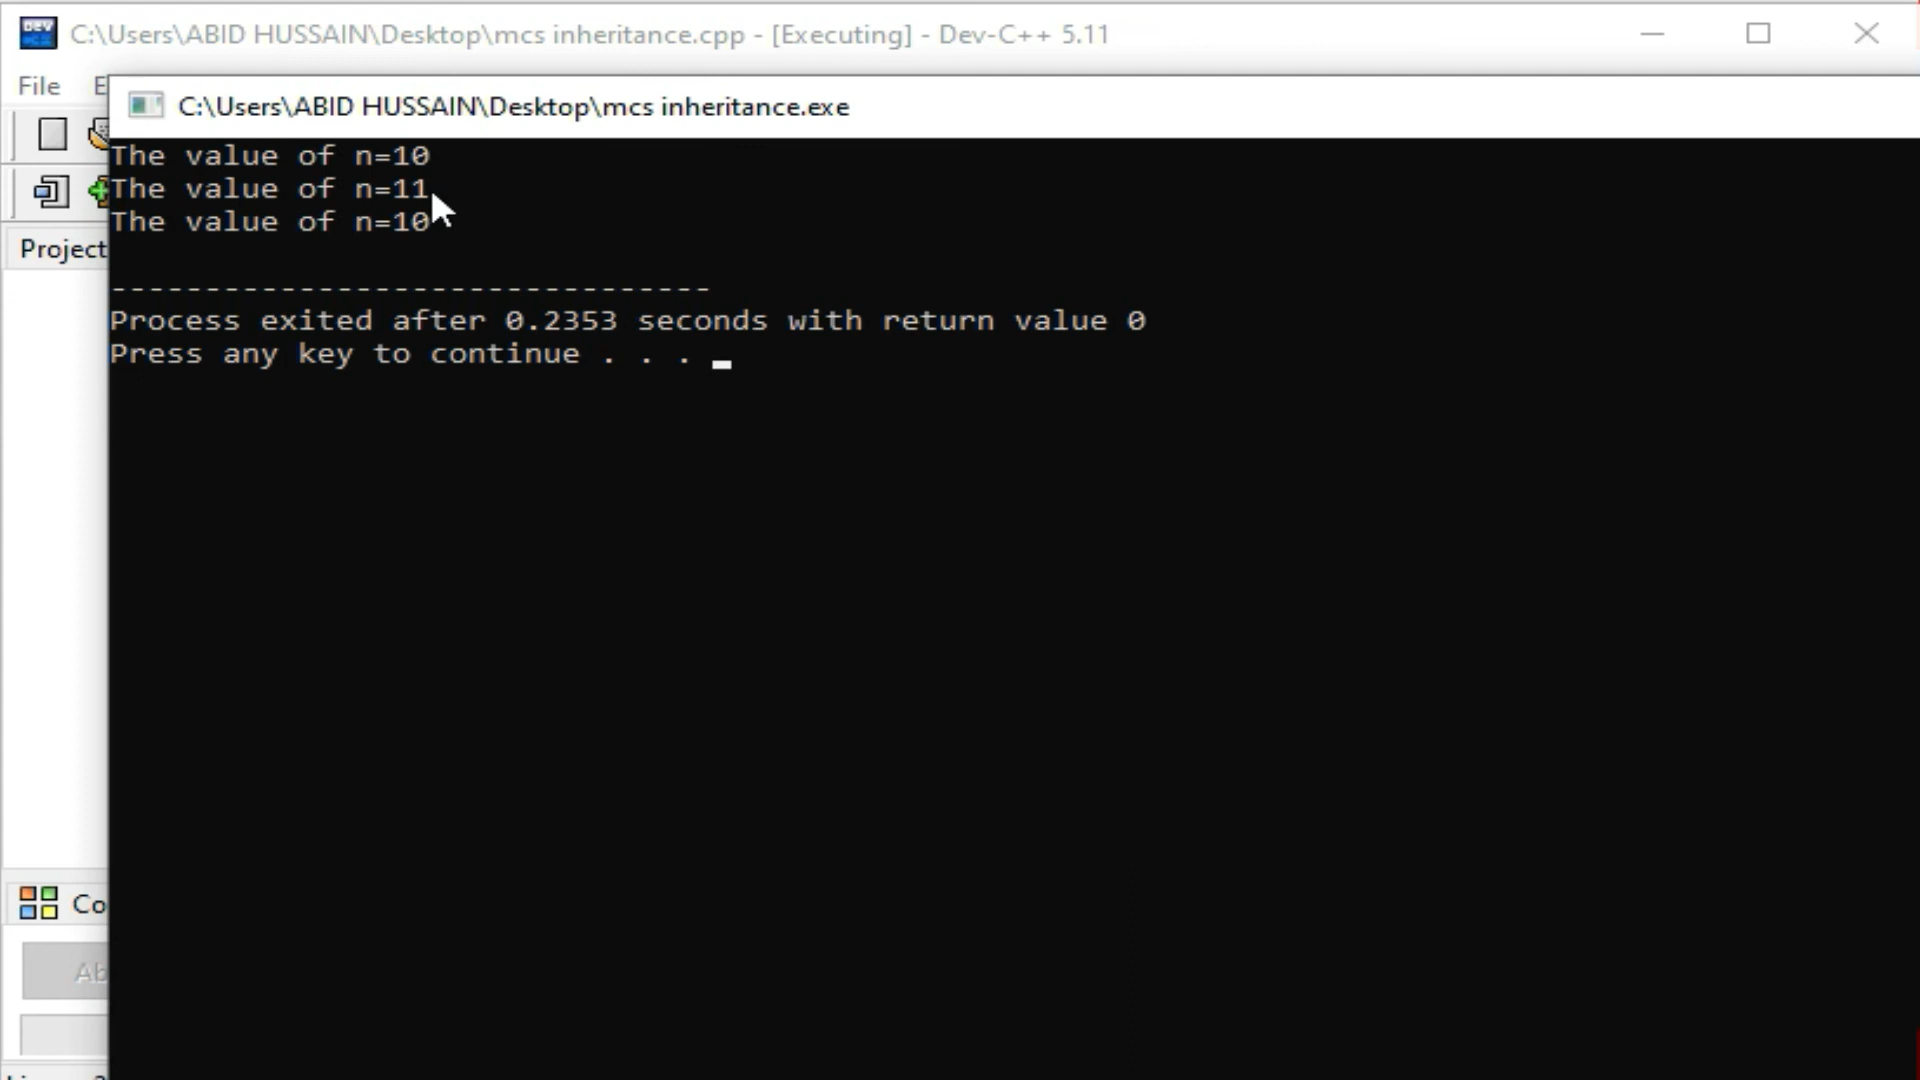 C:\Users\ABID HUSSAIN\Desktop\mcs inheritance.cpp - [Executing] - Dev-C++ 5.11
File E
C:\Users\ABID HUSSAIN\Desktop\mcs inheritance.exe
The value of n=10
The value of n=11
The value of n=10
Project
--------------------------------
Process exited after 0.2353 seconds with return value 0
Press any key to continue . . .
Co
Ab